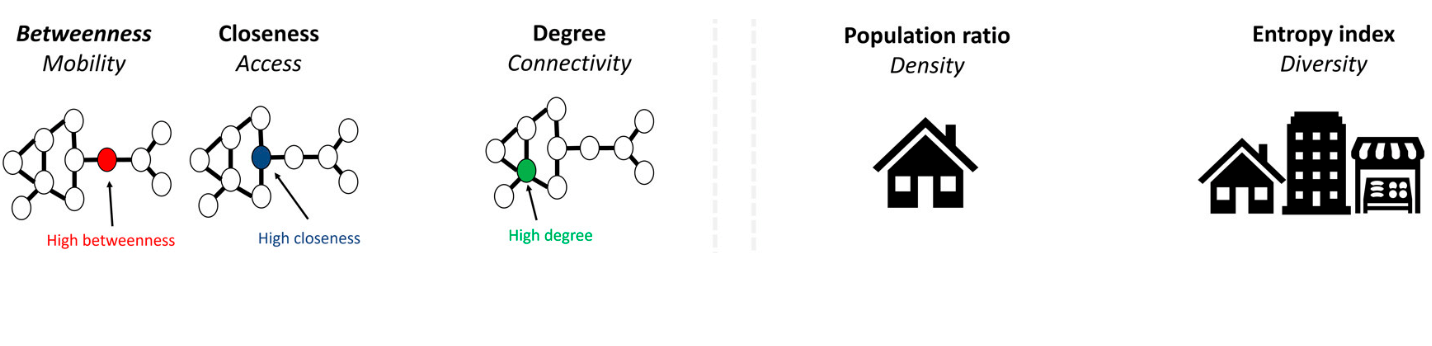 Betweenness
Mobility
Closeness
Access
Degree
Connectivity
Population ratio
Density
Entropy index
Diversity
High betweenness
High closeness
High degree